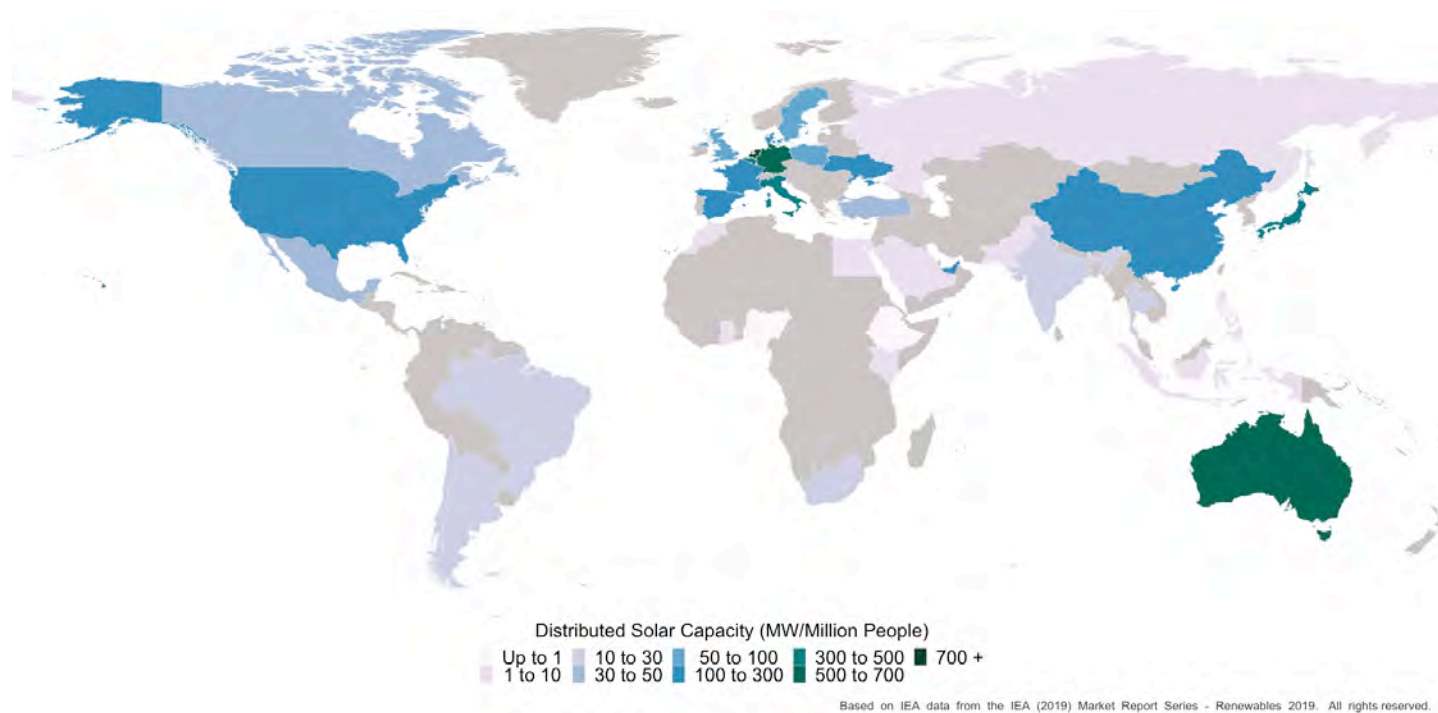 Distributed Solar Capacity (MW/Million People)
Up to 1 10 to 30 50 to 100 300 to 500 700 +
1 to 10 30 to 50 100 to 300 500 to 700
Based on IEA data from the IEA (2019) Market Report Series - Renewables 2019. All rights reserved.